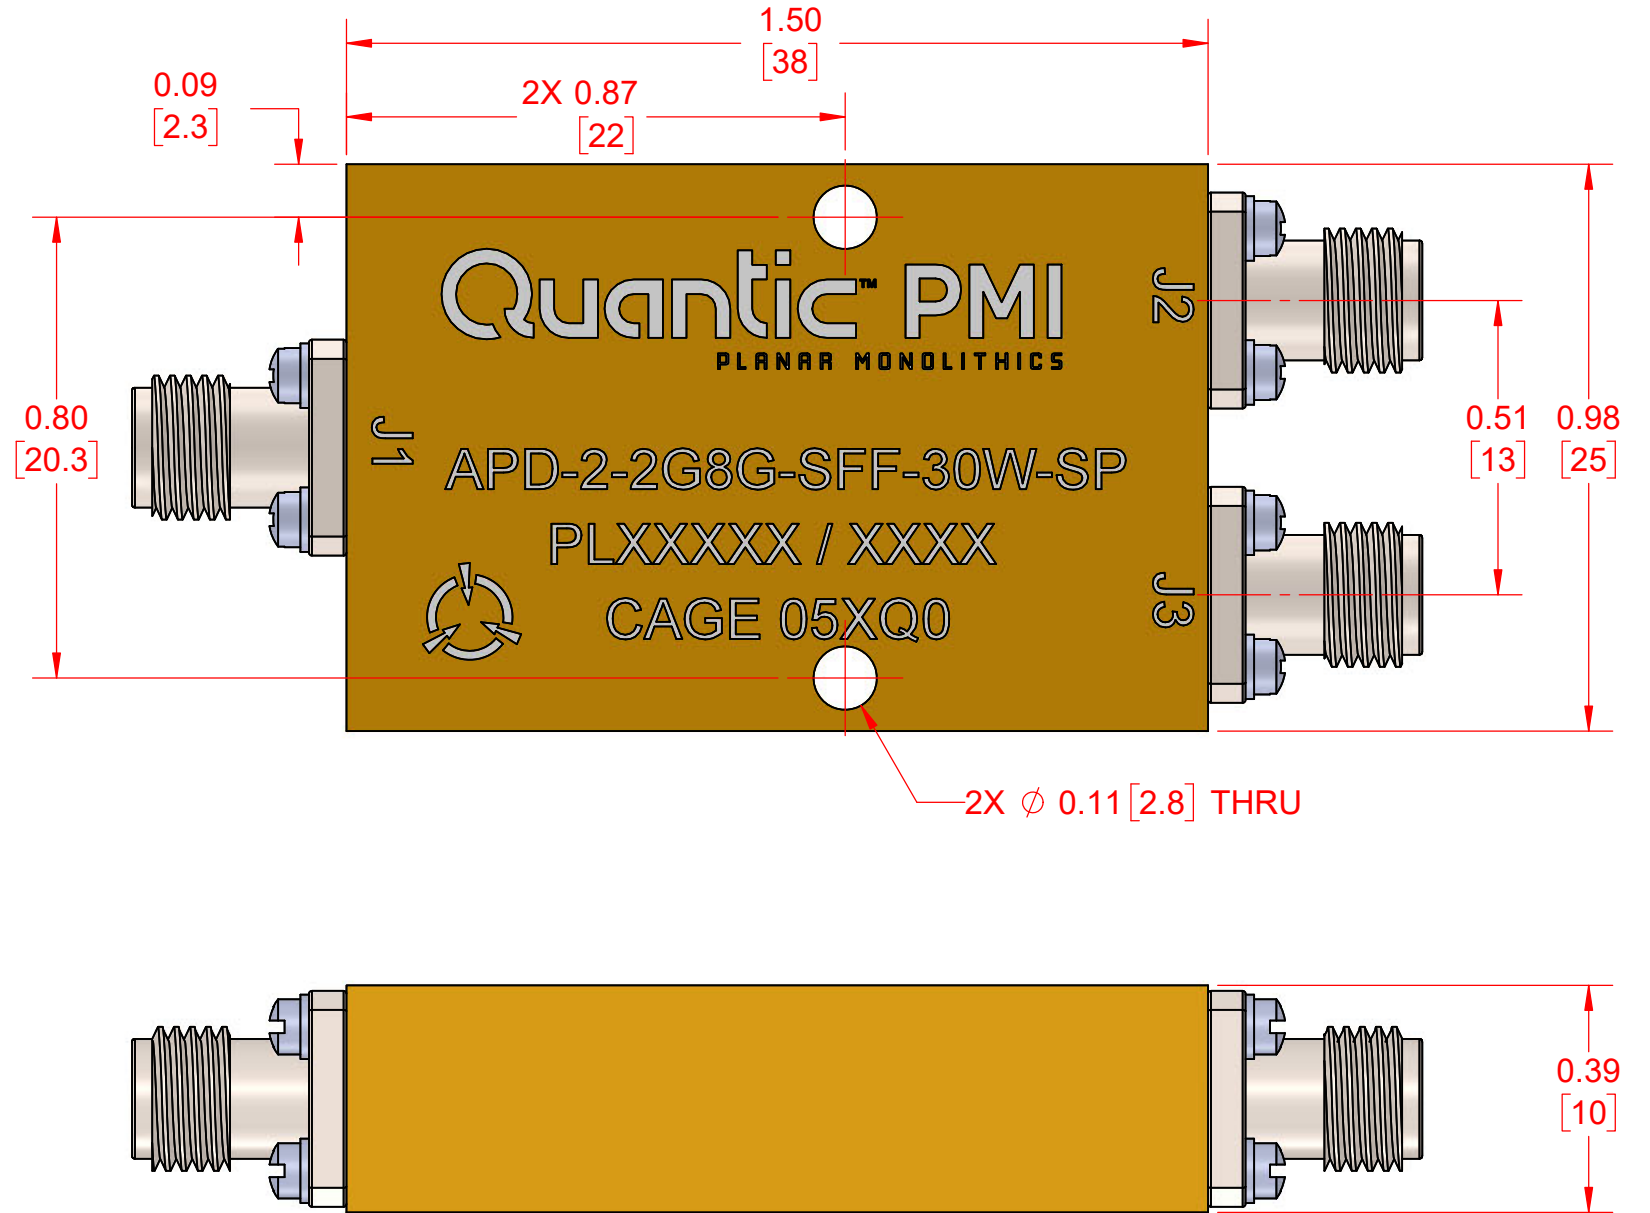 1.50
[38]
0.09
[2.3]
2X 0.87
[22]
Quantic™ PMI
PLANAR MONOLITHICS
J1
J2
J3
APD-2-2G8G-SFF-30W-SP
PLXXXXX / XXXX
CAGE 05XQ0
0.80
[20.3]
0.51
[13]
0.98
[25]
2X ∅ 0.11 [2.8] THRU
0.39
[10]